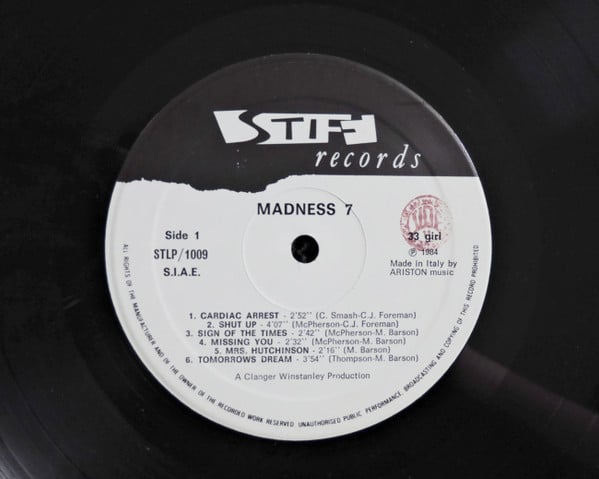 STIFF
records
MADNESS 7
Side 1
STLP/1009
S.I.A.E.
33 giri
℗ 1984
Made in Italy by
ARISTON music
1. CARDIAC ARREST - 2'52'' (C. Smash-C.J. Foreman)
2. SHUT UP - 4'07'' (McPherson-C.J. Foreman)
3. SIGN OF THE TIMES - 2'42'' (McPherson-M. Barson)
4. MISSING YOU - 2'32'' (McPherson-M. Barson)
5. MRS. HUTCHINSON - 2'16'' (M. Barson)
6. TOMORROWS DREAM - 3'54'' (Thompson-M. Barson)
A Clanger Winstanley Production
ALL RIGHTS OF THE MANUFACTURER AND OF THE OWNER OF THE RECORDED WORK RESERVED. UNAUTHORISED PUBLIC PERFORMANCE, BROADCASTING AND COPYING OF THIS RECORD PROHIBITED.